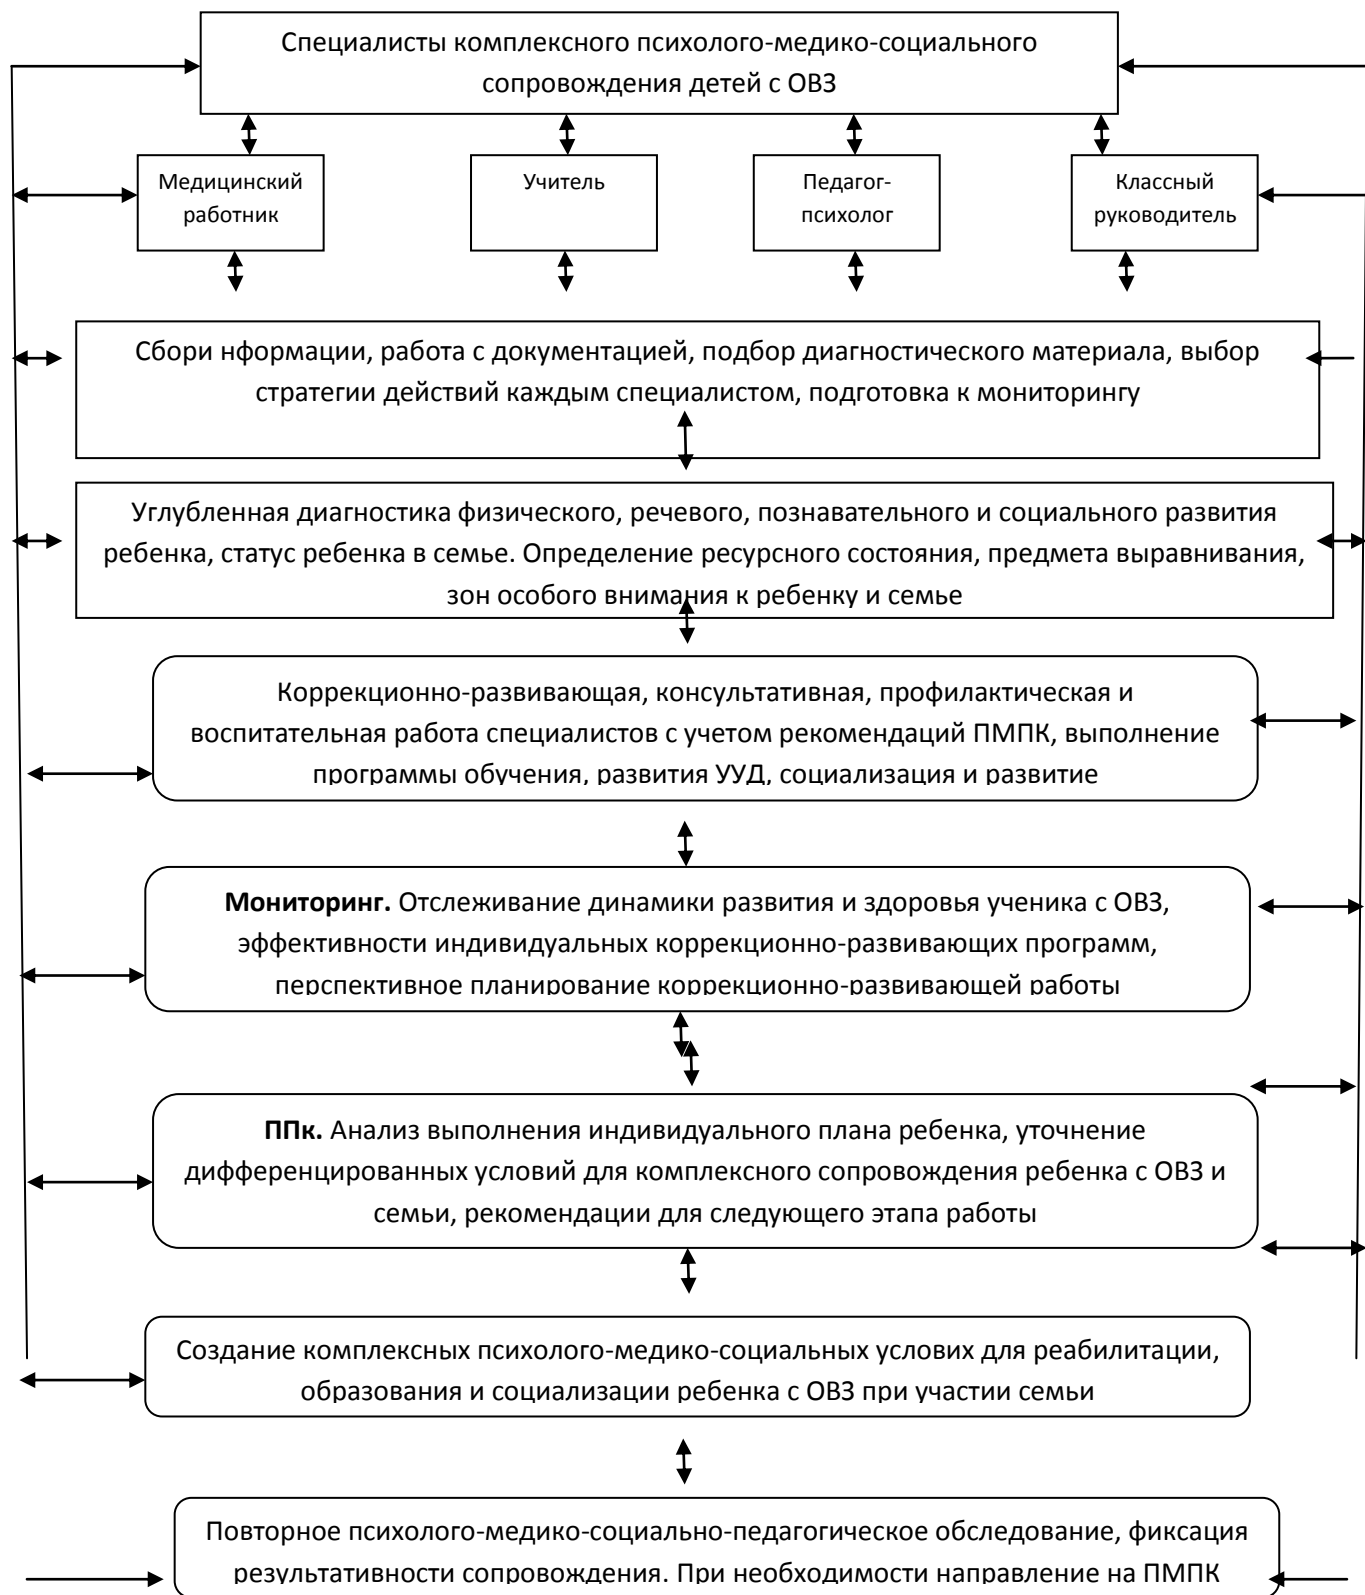 Специалисты комплексного психолого-медико-социального
сопровождения детей с ОВЗ
Медицинский
работник
Учитель
Педагог-
психолог
Классный
руководитель
Сбори нформации, работа с документацией, подбор диагностического материала, выбор
стратегии действий каждым специалистом, подготовка к мониторингу
Углубленная диагностика физического, речевого, познавательного и социального развития
ребенка, статус ребенка в семье. Определение ресурсного состояния, предмета выравнивания,
зон особого внимания к ребенку и семье
Коррекционно-развивающая, консультативная, профилактическая и
воспитательная работа специалистов с учетом рекомендаций ПМПК, выполнение
программы обучения, развития УУД, социализация и развитие
Мониторинг. Отслеживание динамики развития и здоровья ученика с ОВЗ,
эффективности индивидуальных коррекционно-развивающих программ,
перспективное планирование коррекционно-развивающей работы
ППк. Анализ выполнения индивидуального плана ребенка, уточнение
дифференцированных условий для комплексного сопровождения ребенка с ОВЗ и
семьи, рекомендации для следующего этапа работы
Создание комплексных психолого-медико-социальных услових для реабилитации,
образования и социализации ребенка с ОВЗ при участии семьи
Повторное психолого-медико-социально-педагогическое обследование, фиксация
результативности сопровождения. При необходимости направление на ПМПК